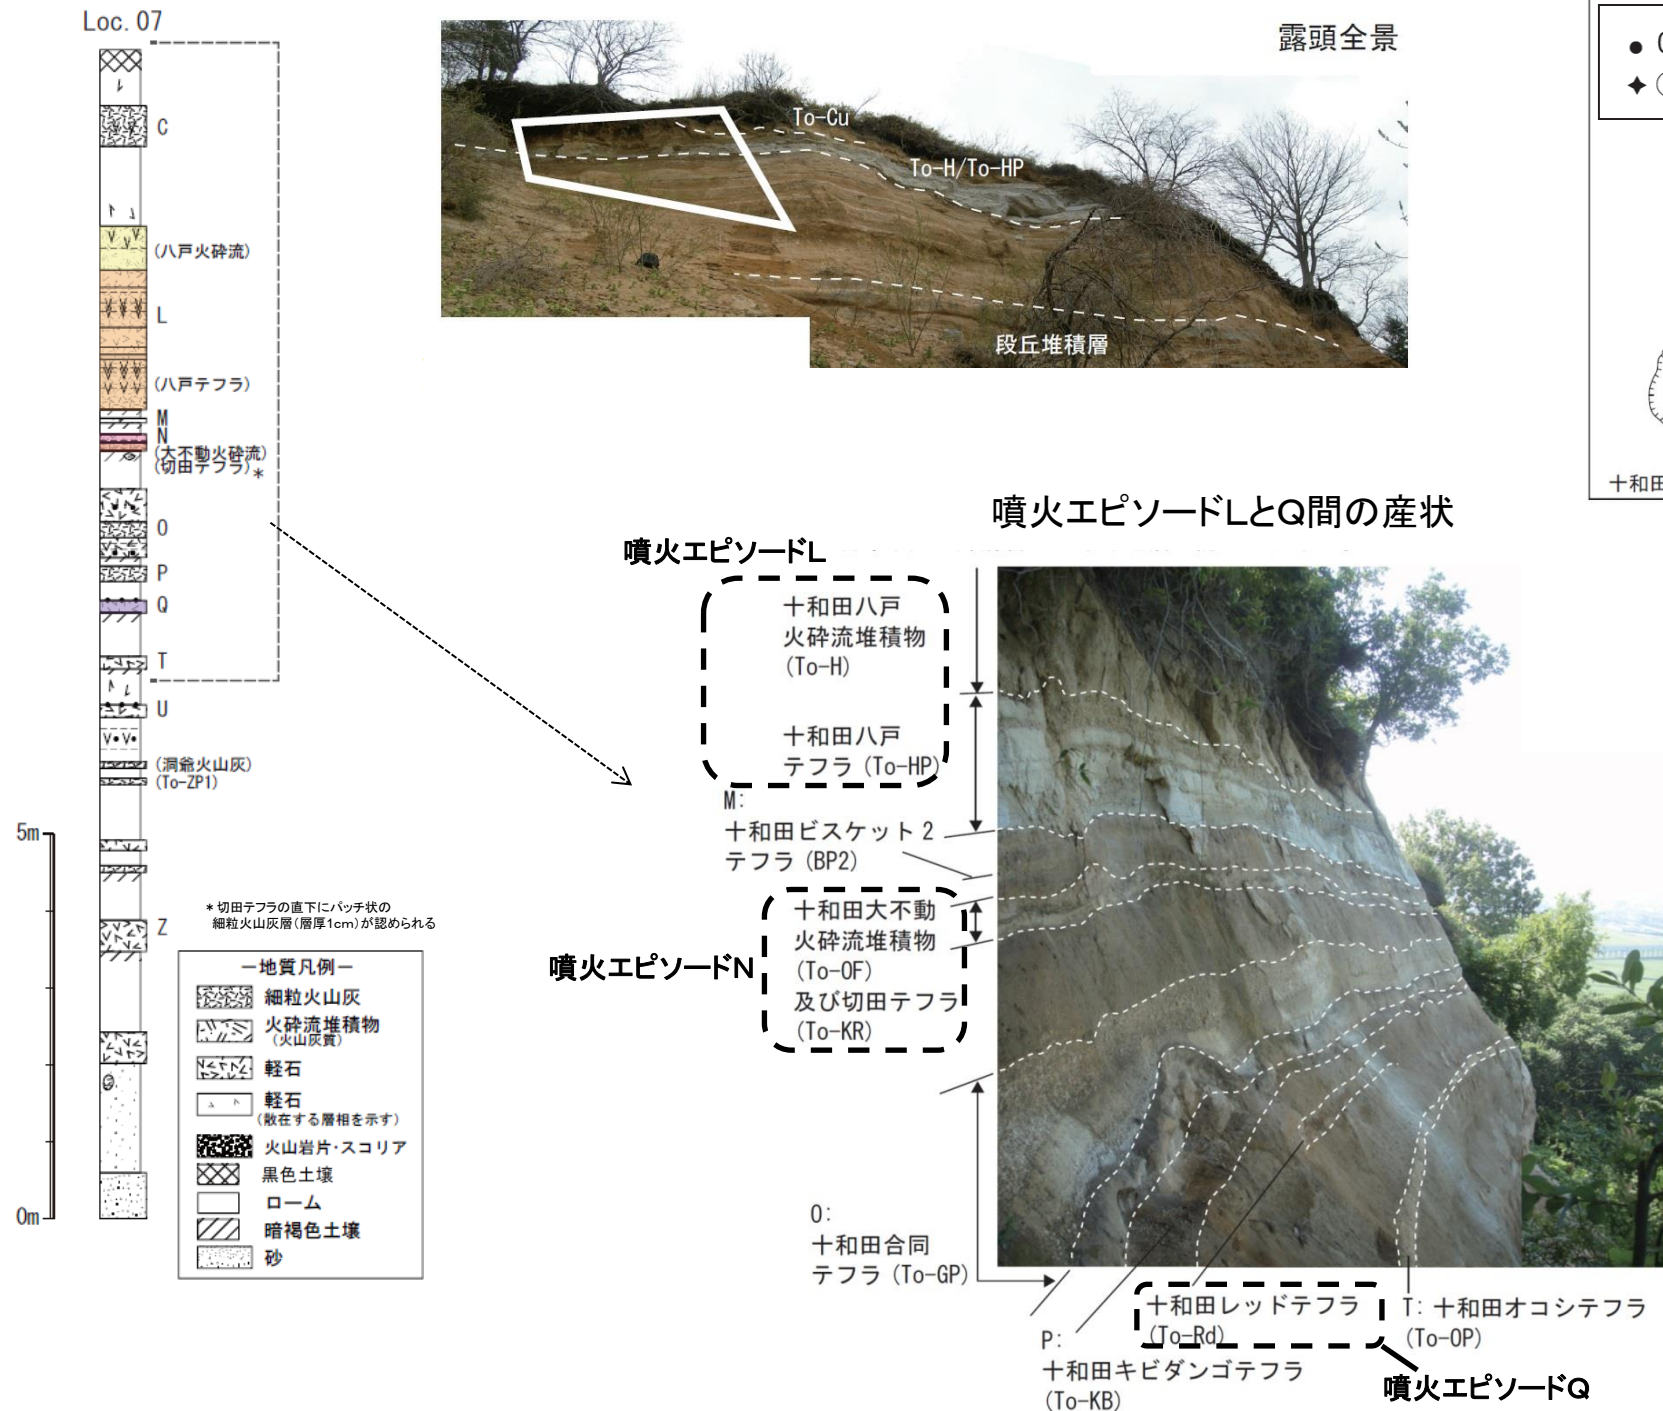 Loc. 07
C
(八戸火砕流)
L
(八戸テフラ)
M
N
(大不動火砕流)
(切田テフラ)*
O
P
Q
T
U
(洞爺火山灰)
(To-ZP1)
5m
Z
0m
*切田テフラの直下にパッチ状の
細粒火山灰層(層厚1cm)が認められる
－地質凡例－
細粒火山灰
火砕流堆積物
(火山灰質)
軽石
軽石
(散在する層相を示す)
火山岩片・スコリア
黒色土壌
ローム
暗褐色土壌
砂
露頭全景
To-Cu
To-H/To-HP
段丘堆積層
十和田
噴火エピソードLとQ間の産状
噴火エピソードL
十和田八戸
火砕流堆積物
(To-H)
十和田八戸
テフラ(To-HP)
M:
十和田ビスケット2
テフラ(BP2)
噴火エピソードN
十和田大不動
火砕流堆積物
(To-OF)
及び切田テフラ
(To-KR)
O:
十和田合同
テフラ(To-GP)
P:
十和田キビダンゴテフラ
(To-KB)
十和田レッドテフラ
(To-Rd)
噴火エピソードQ
T: 十和田オコシテフラ
(To-OP)